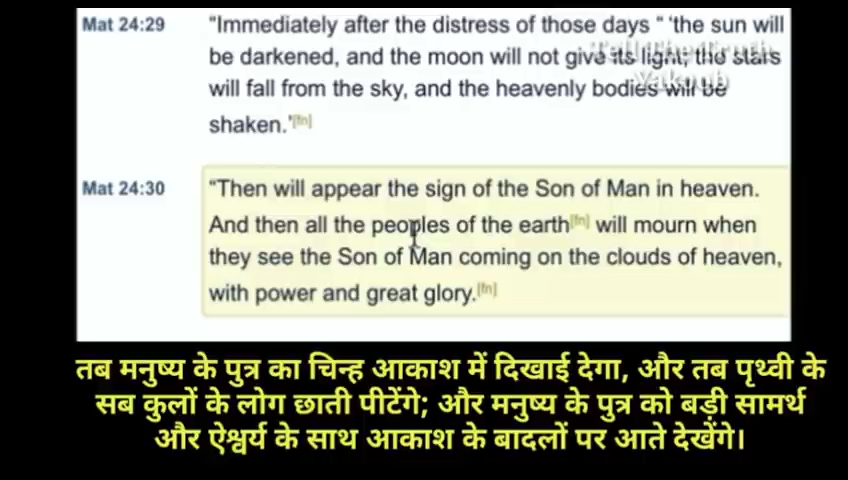 Mat 24:29 "Immediately after the distress of those days " 'the sun will
be darkened, and the moon will not give its light; the stars
will fall from the sky, and the heavenly bodies will be
shaken.'[fn]
Tell The Truth
Yakoub
Mat 24:30 "Then will appear the sign of the Son of Man in heaven.
And then all the peoples of the earth[fn] will mourn when
they see the Son of Man coming on the clouds of heaven,
with power and great glory.[fn]
तब मनुष्य के पुत्र का चिन्ह आकाश में दिखाई देगा, और तब पृथ्वी के
सब कुलों के लोग छाती पीटेंगे; और मनुष्य के पुत्र को बड़ी सामर्थ
और ऐश्वर्य के साथ आकाश के बादलों पर आते देखेंगे।